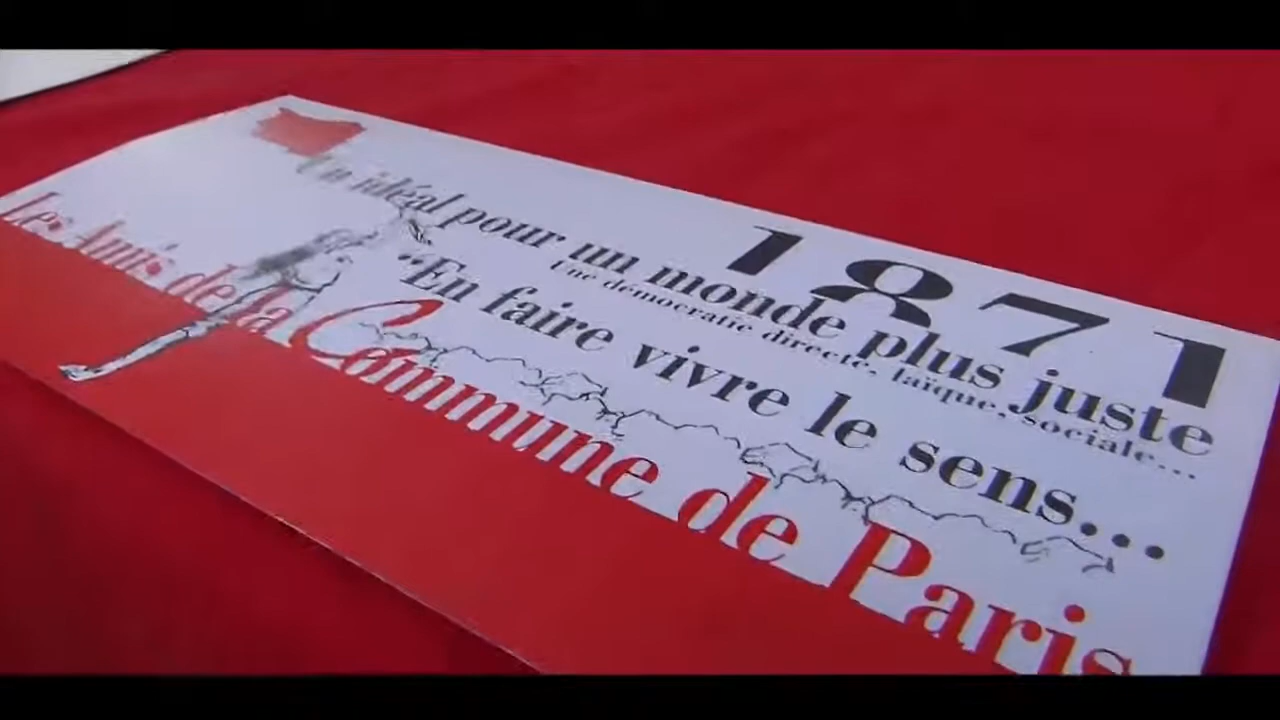 1871
Un idéal pour un monde plus juste
Une démocratie directe, laïque, sociale...
“En faire vivre le sens...
Les Amis de la Commune de Paris